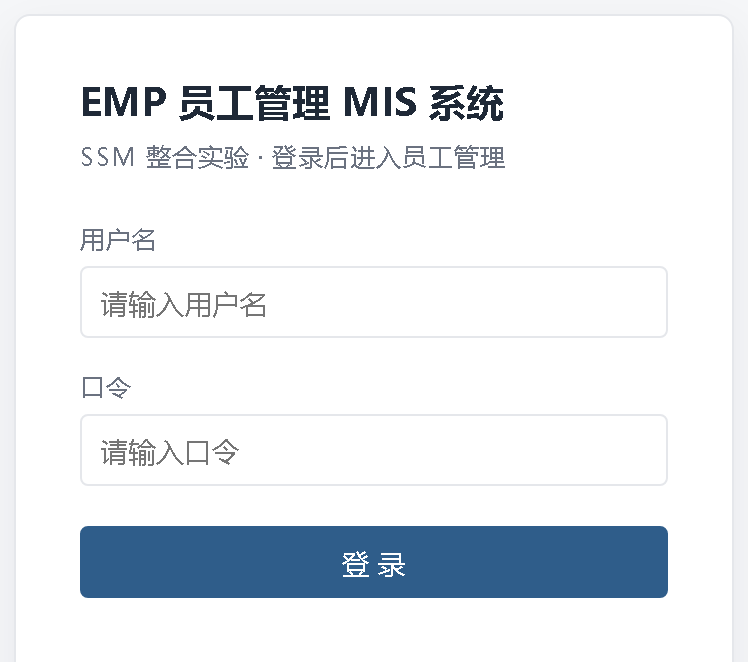 EMP 员工管理 MIS 系统
SSM 整合实验 · 登录后进入员工管理
用户名
请输入用户名
口令
请输入口令
登 录